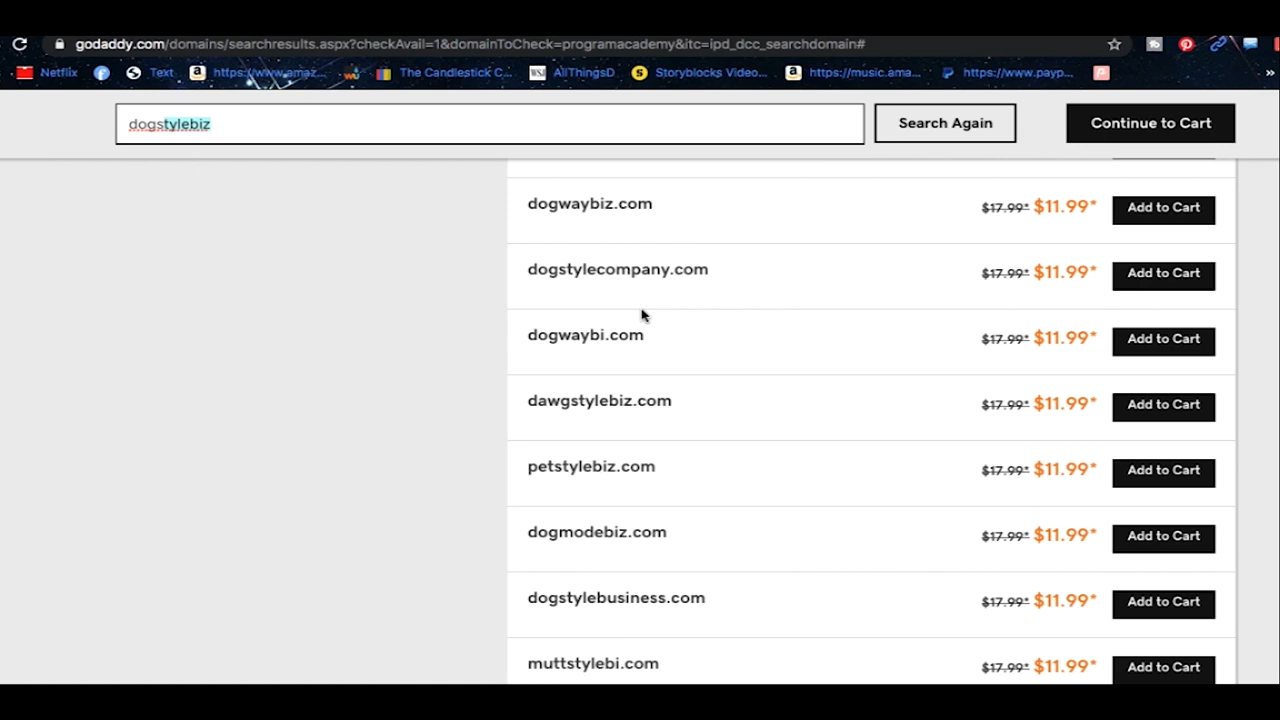 godaddy.com/domains/searchresults.aspx?checkAvail=1&domainToCheck=programacademy&itc=ipd_dcc_searchdomain#
Netflix Text https://www.amaz... The Candlestick C... WSJ AllThingsD Storyblocks Video... https://music.ama... https://www.payp... »
dogstylebiz Search Again Continue to Cart
dogwaybiz.com $17.99* $11.99* Add to Cart
dogstylecompany.com $17.99* $11.99* Add to Cart
dogwaybi.com $17.99* $11.99* Add to Cart
dawgstylebiz.com $17.99* $11.99* Add to Cart
petstylebiz.com $17.99* $11.99* Add to Cart
dogmodebiz.com $17.99* $11.99* Add to Cart
dogstylebusiness.com $17.99* $11.99* Add to Cart
muttstylebi.com $17.99* $11.99* Add to Cart